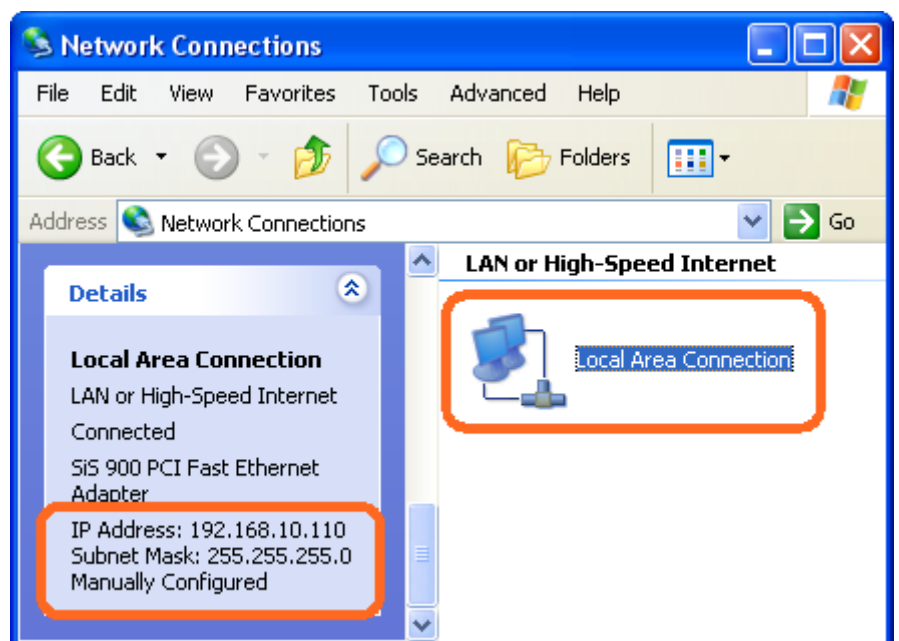 Network Connections
File Edit View Favorites Tools Advanced Help
Back Search Folders
Address Network Connections Go
Details
Local Area Connection
LAN or High-Speed Internet
Connected
SiS 900 PCI Fast Ethernet
Adapter
IP Address: 192.168.10.110
Subnet Mask: 255.255.255.0
Manually Configured
LAN or High-Speed Internet
Local Area Connection